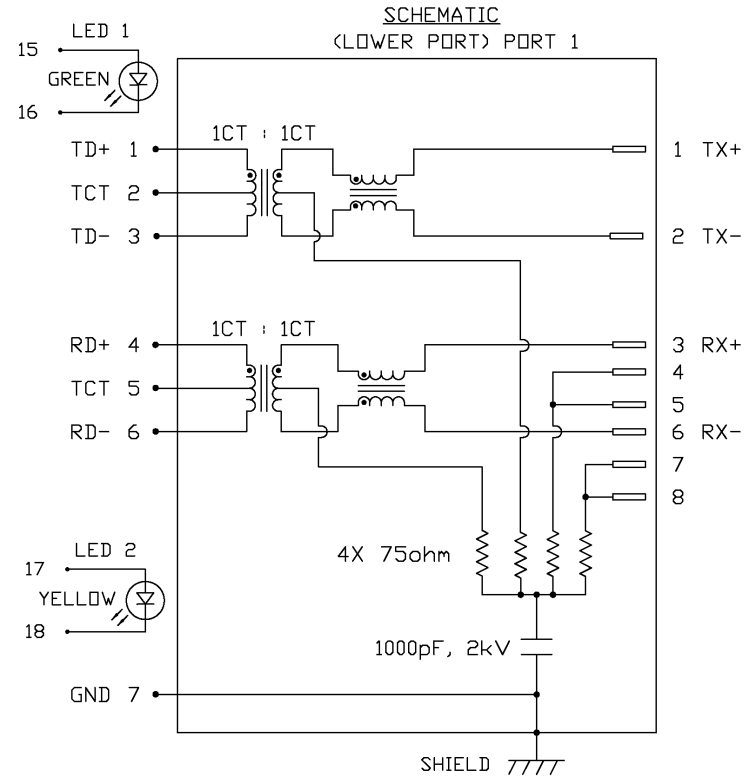 SCHEMATIC
(LOWER PORT) PORT 1
LED 1
15
GREEN
16
1CT : 1CT
TD+ 1
1 TX+
TCT 2
TD- 3
2 TX-
1CT : 1CT
RD+ 4
3 RX+
4
TCT 5
5
RD- 6
6 RX-
7
8
LED 2
4X 75ohm
17
YELLOW
18
1000pF, 2kV
GND 7
SHIELD